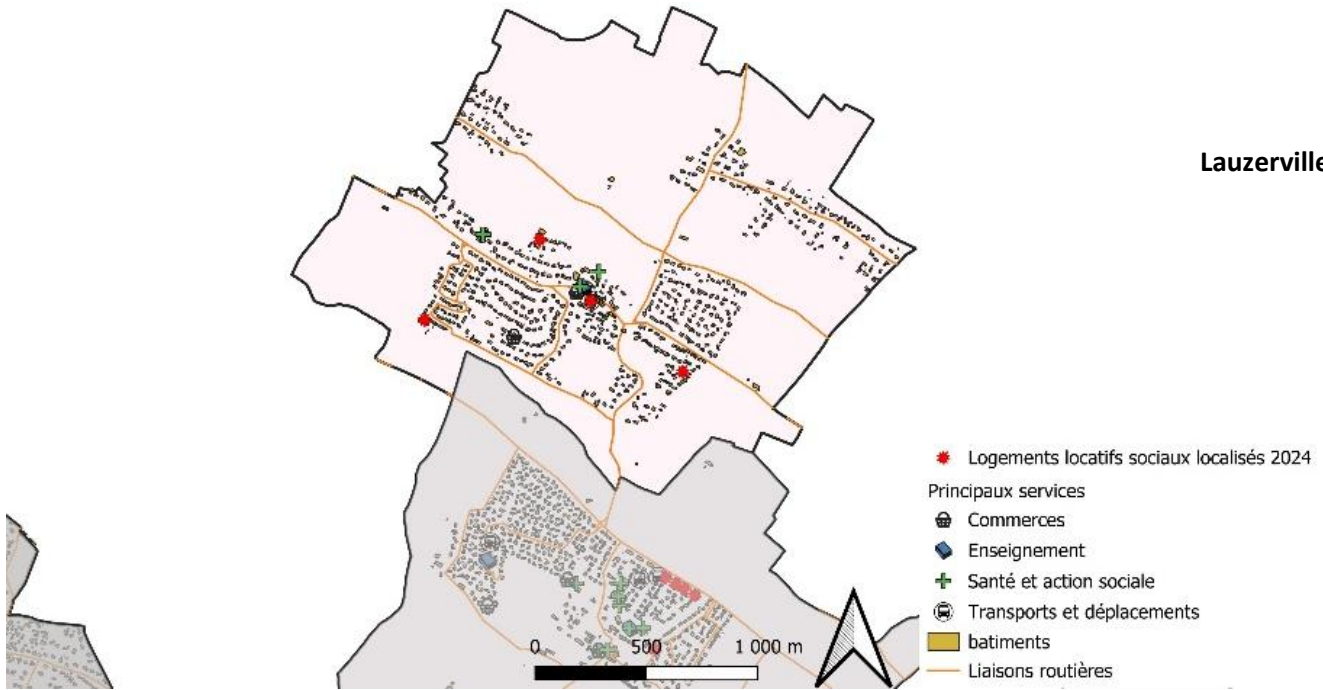 Lauzerville
Logements locatifs sociaux localisés 2024
Principaux services
Commerces
Enseignement
Santé et action sociale
Transports et déplacements
batiments
Liaisons routières
0 500 1 000 m